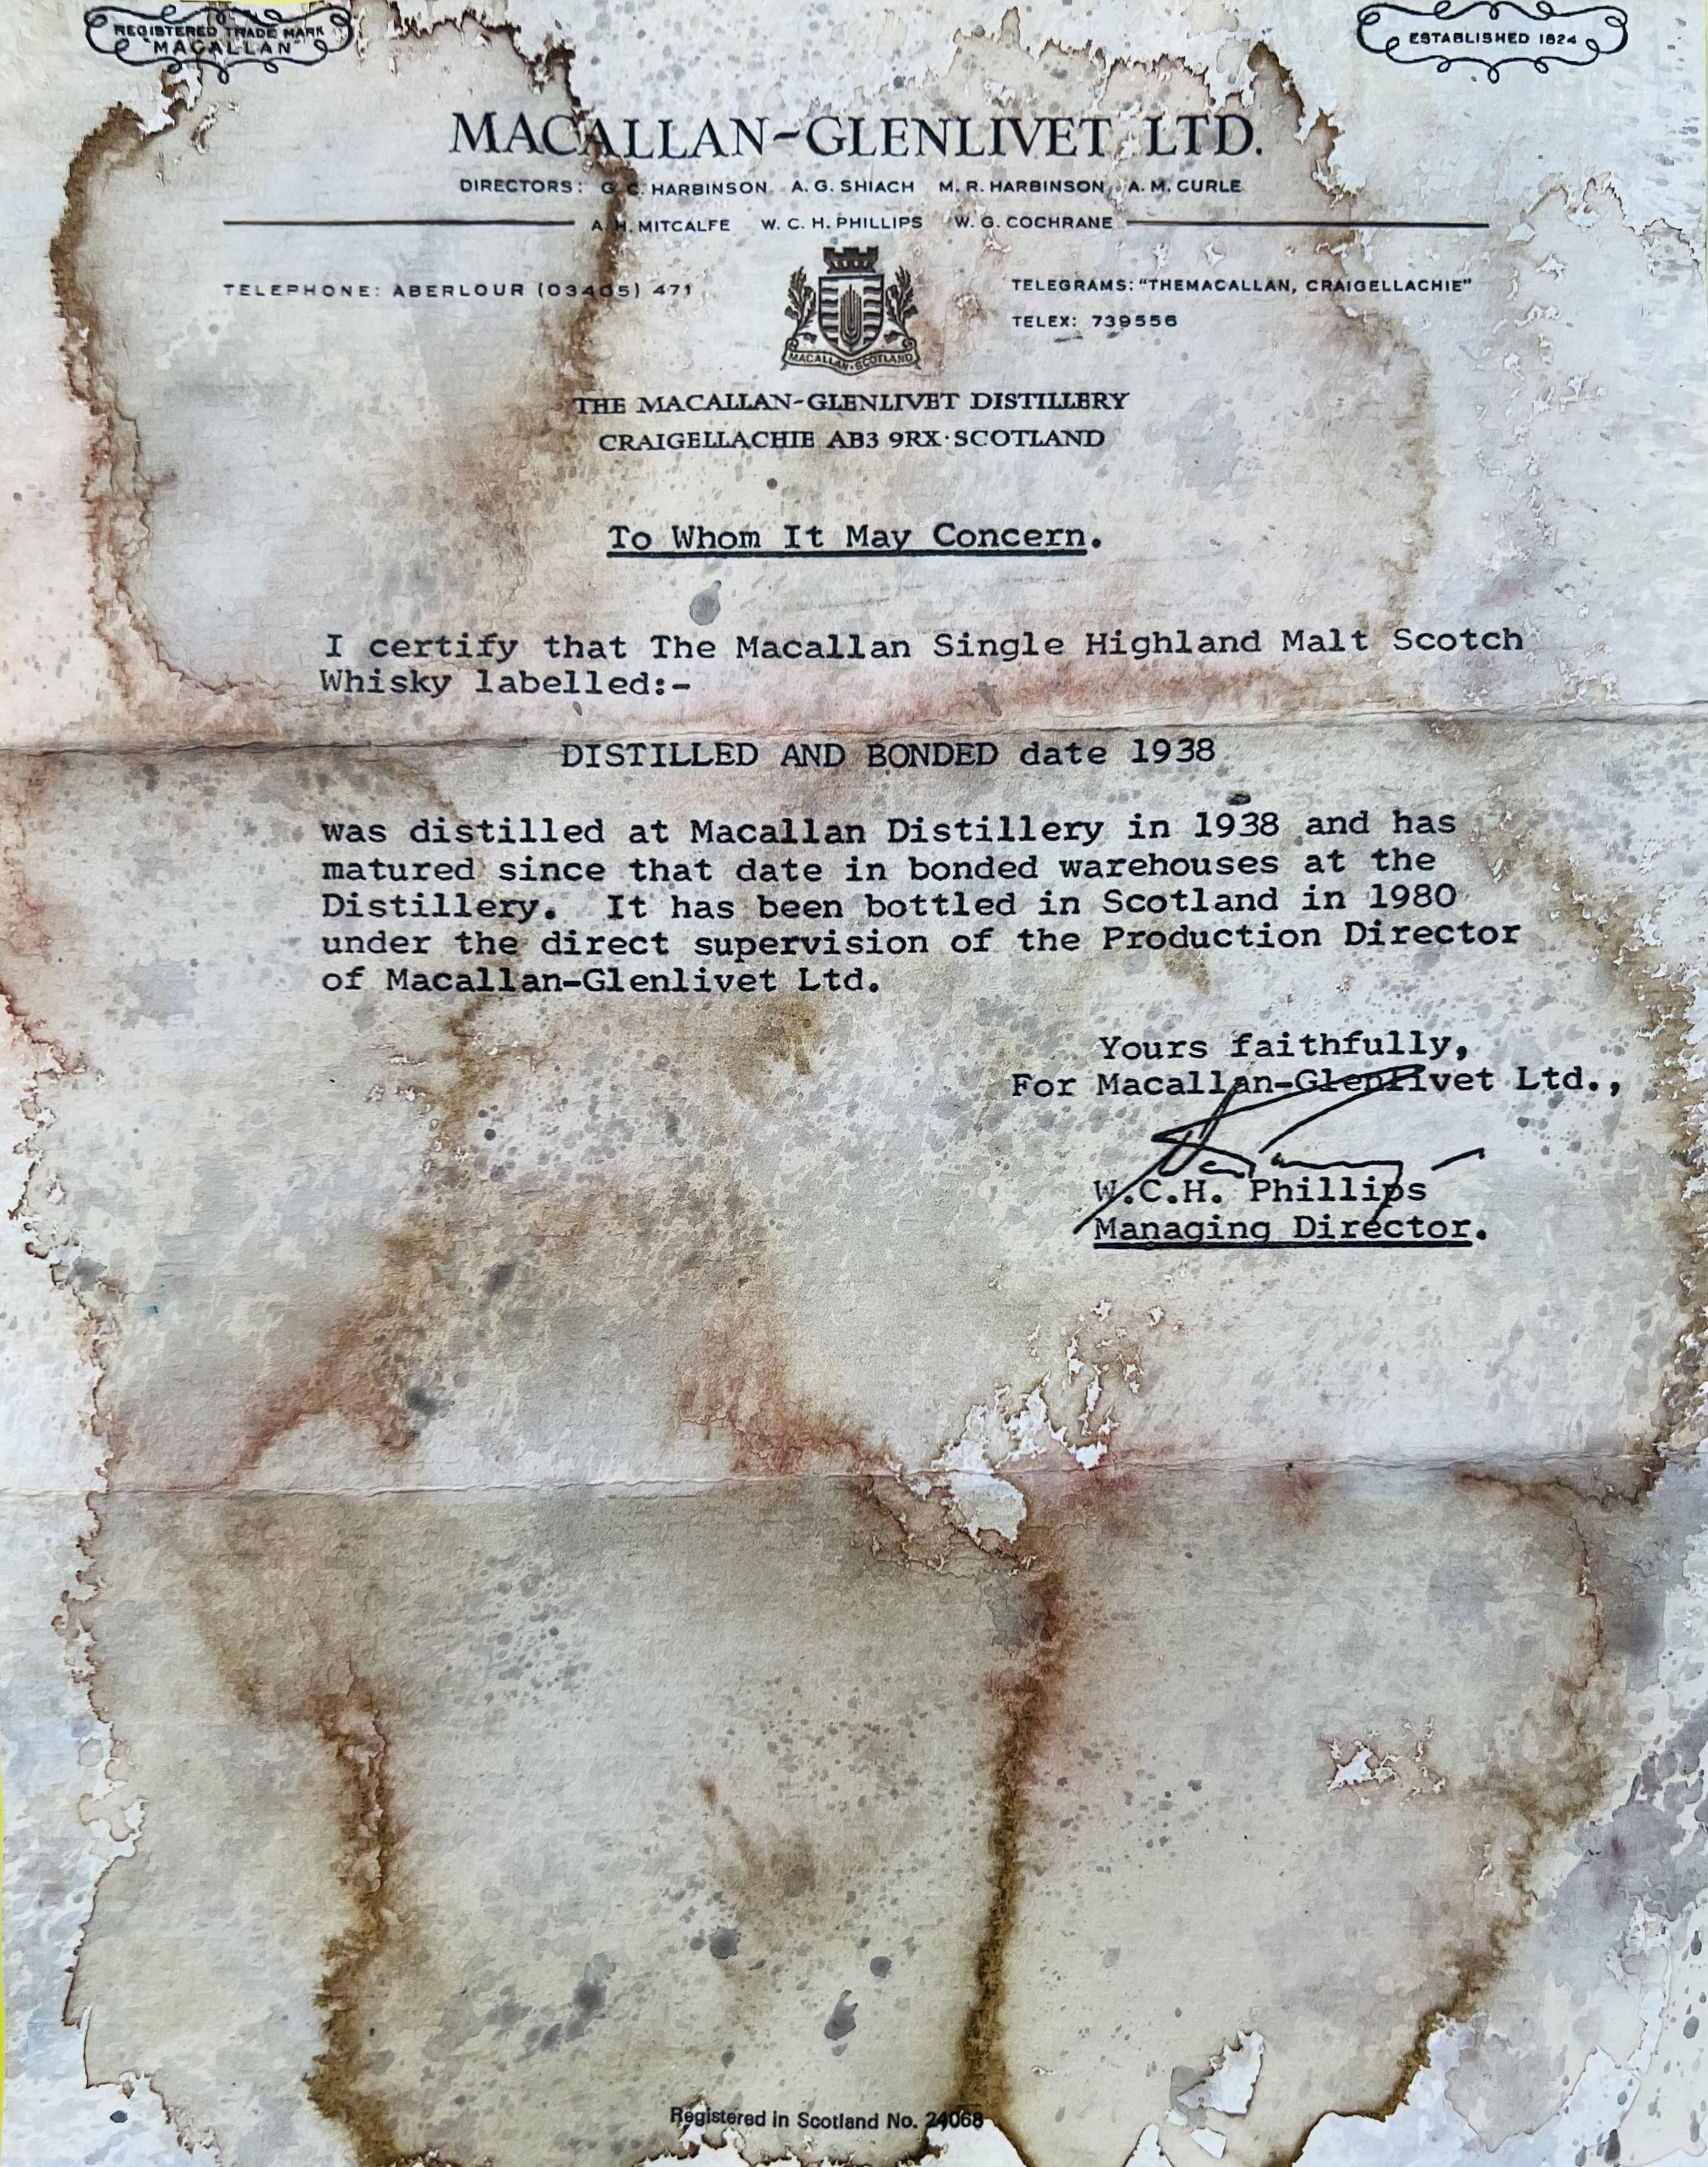 REGISTERED TRADE MARK
"MACALLAN"
ESTABLISHED 1824
MACALLAN-GLENLIVET LTD.
DIRECTORS: G. C. HARBINSON A. G. SHIACH M. R. HARBINSON, A. M. CURLE
A. H. MITCALFE W. C. H. PHILLIPS W. G. COCHRANE
TELEPHONE: ABERLOUR (03405) 471
TELEGRAMS: "THEMACALLAN, CRAIGELLACHIE"
TELEX: 739556
MACALLAN·SCOTLAND
THE MACALLAN-GLENLIVET DISTILLERY
CRAIGELLACHIE AB3 9RX·SCOTLAND
To Whom It May Concern.
I certify that The Macallan Single Highland Malt Scotch
Whisky labelled:-
DISTILLED AND BONDED date 1938
was distilled at Macallan Distillery in 1938 and has
matured since that date in bonded warehouses at the
Distillery. It has been bottled in Scotland in 1980
under the direct supervision of the Production Director
of Macallan-Glenlivet Ltd.
Yours faithfully,
For Macallan-Glenlivet Ltd.,
W.C.H. Phillips
Managing Director.
Registered in Scotland No. 24068